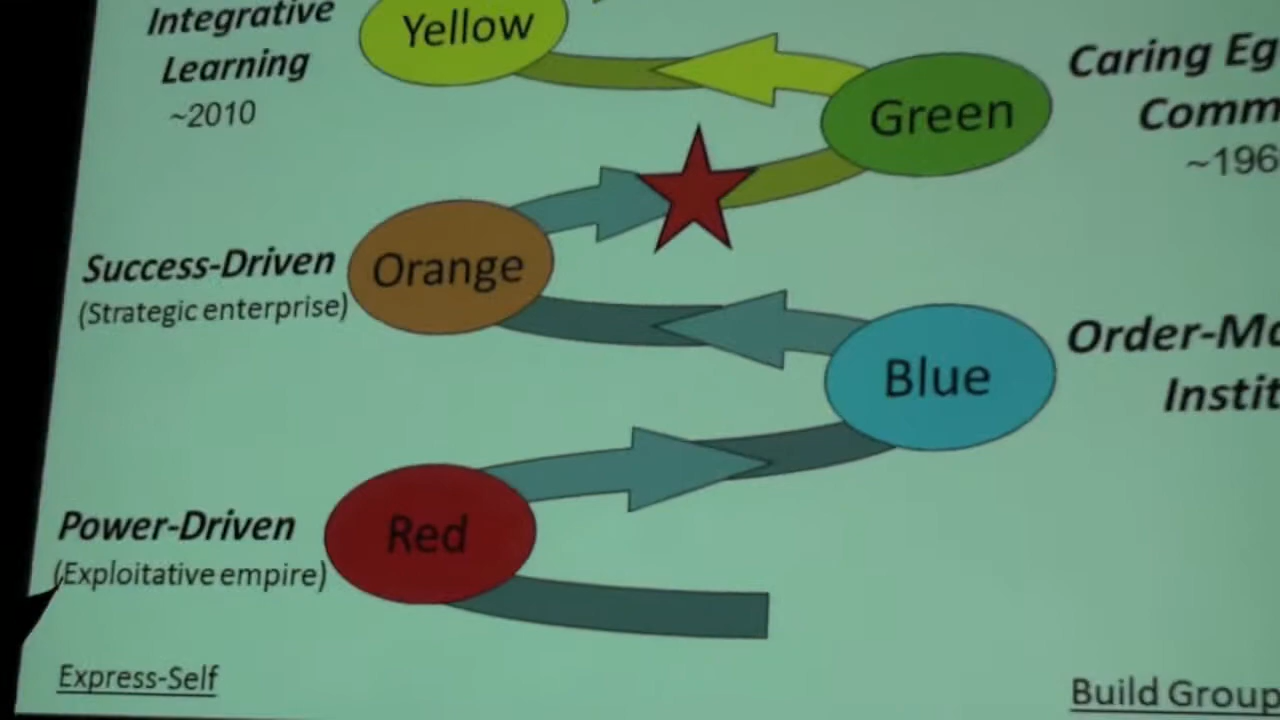 Integrative
Learning
~2010
Yellow
Green
Caring Eg
Comm
~196
Success-Driven
(Strategic enterprise)
Orange
Blue
Order-Mo
Instit
Power-Driven
(Exploitative empire)
Red
Express-Self
Build Group